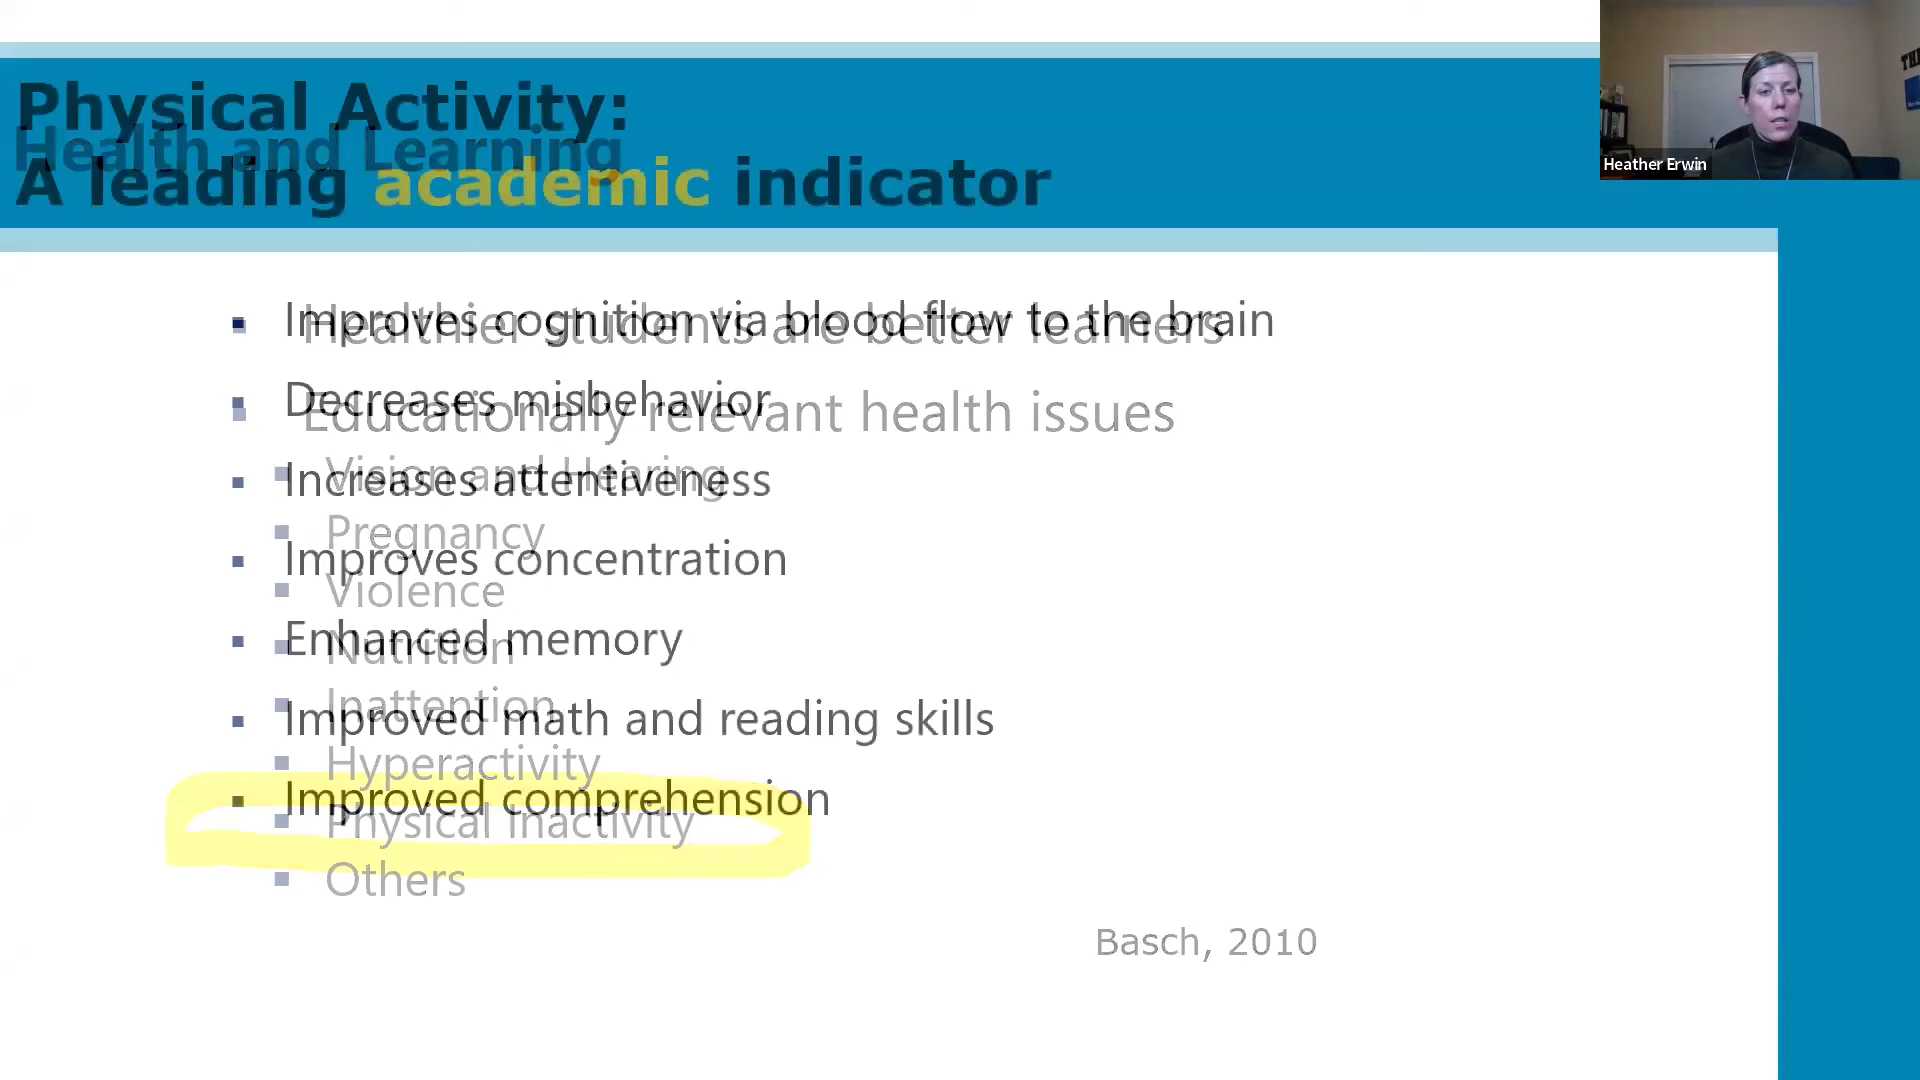 Physical Activity:
Health and Learning
A leading academic indicator
Heather Erwin
Improves cognition via blood flow to the brain
Healthier students are better learners
Decreases misbehavior
Educationally relevant health issues
Vision and Hearing
Increases attentiveness
Pregnancy
Improves concentration
Violence
Enhanced memory
Nutrition
Inattention
Improved math and reading skills
Hyperactivity
Improved comprehension
Physical Inactivity
Others
Basch, 2010